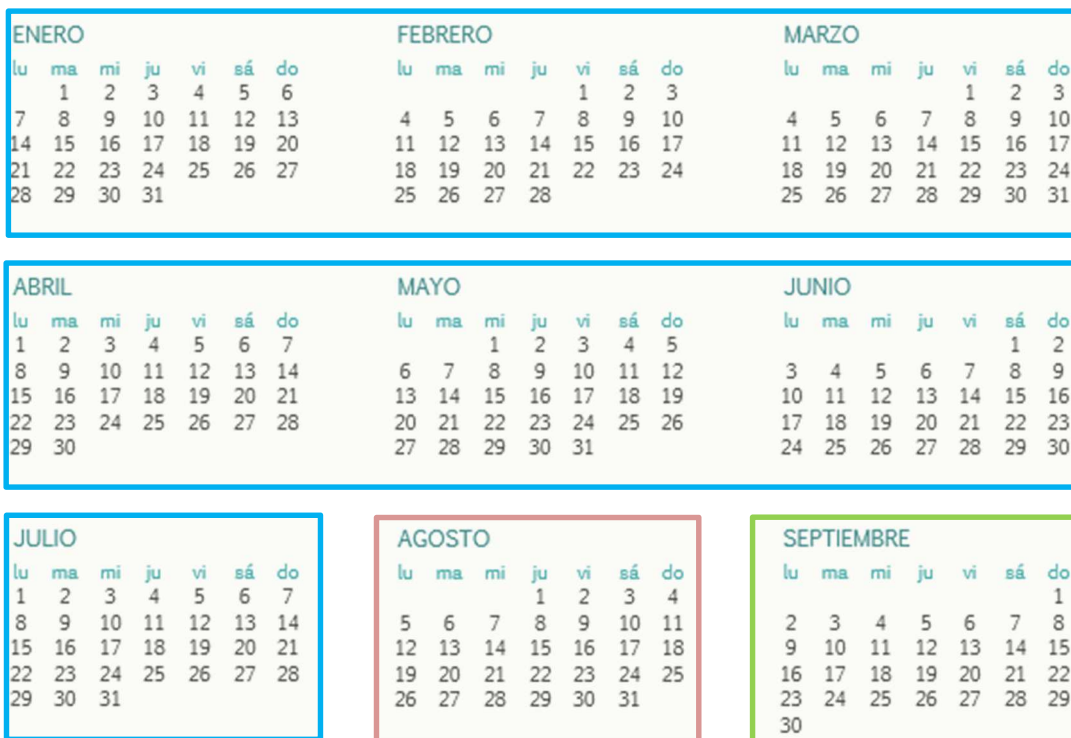 ENERO
lu ma mi ju vi sá do
1 2 3 4 5 6
7 8 9 10 11 12 13
14 15 16 17 18 19 20
21 22 23 24 25 26 27
28 29 30 31
FEBRERO
lu ma mi ju vi sá do
1 2 3
4 5 6 7 8 9 10
11 12 13 14 15 16 17
18 19 20 21 22 23 24
25 26 27 28
MARZO
lu ma mi ju vi sá do
1 2 3
4 5 6 7 8 9 10
11 12 13 14 15 16 17
18 19 20 21 22 23 24
25 26 27 28 29 30 31
ABRIL
lu ma mi ju vi sá do
1 2 3 4 5 6 7
8 9 10 11 12 13 14
15 16 17 18 19 20 21
22 23 24 25 26 27 28
29 30
MAYO
lu ma mi ju vi sá do
1 2 3 4 5
6 7 8 9 10 11 12
13 14 15 16 17 18 19
20 21 22 23 24 25 26
27 28 29 30 31
JUNIO
lu ma mi ju vi sá do
1 2
3 4 5 6 7 8 9
10 11 12 13 14 15 16
17 18 19 20 21 22 23
24 25 26 27 28 29 30
JULIO
lu ma mi ju vi sá do
1 2 3 4 5 6 7
8 9 10 11 12 13 14
15 16 17 18 19 20 21
22 23 24 25 26 27 28
29 30 31
AGOSTO
lu ma mi ju vi sá do
1 2 3 4
5 6 7 8 9 10 11
12 13 14 15 16 17 18
19 20 21 22 23 24 25
26 27 28 29 30 31
SEPTIEMBRE
lu ma mi ju vi sá do
1
2 3 4 5 6 7 8
9 10 11 12 13 14 15
16 17 18 19 20 21 22
23 24 25 26 27 28 29
30